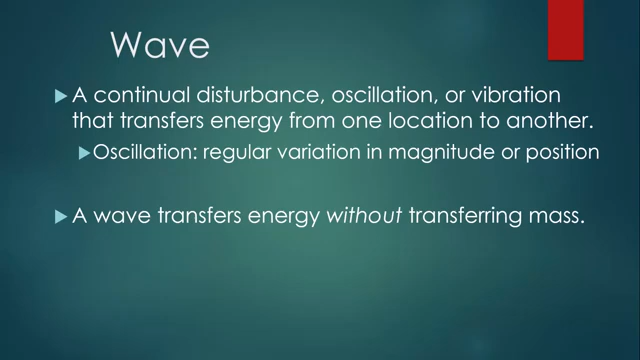 Wave
A continual disturbance, oscillation, or vibration
that transfers energy from one location to another.
Oscillation: regular variation in magnitude or position
A wave transfers energy without transferring mass.